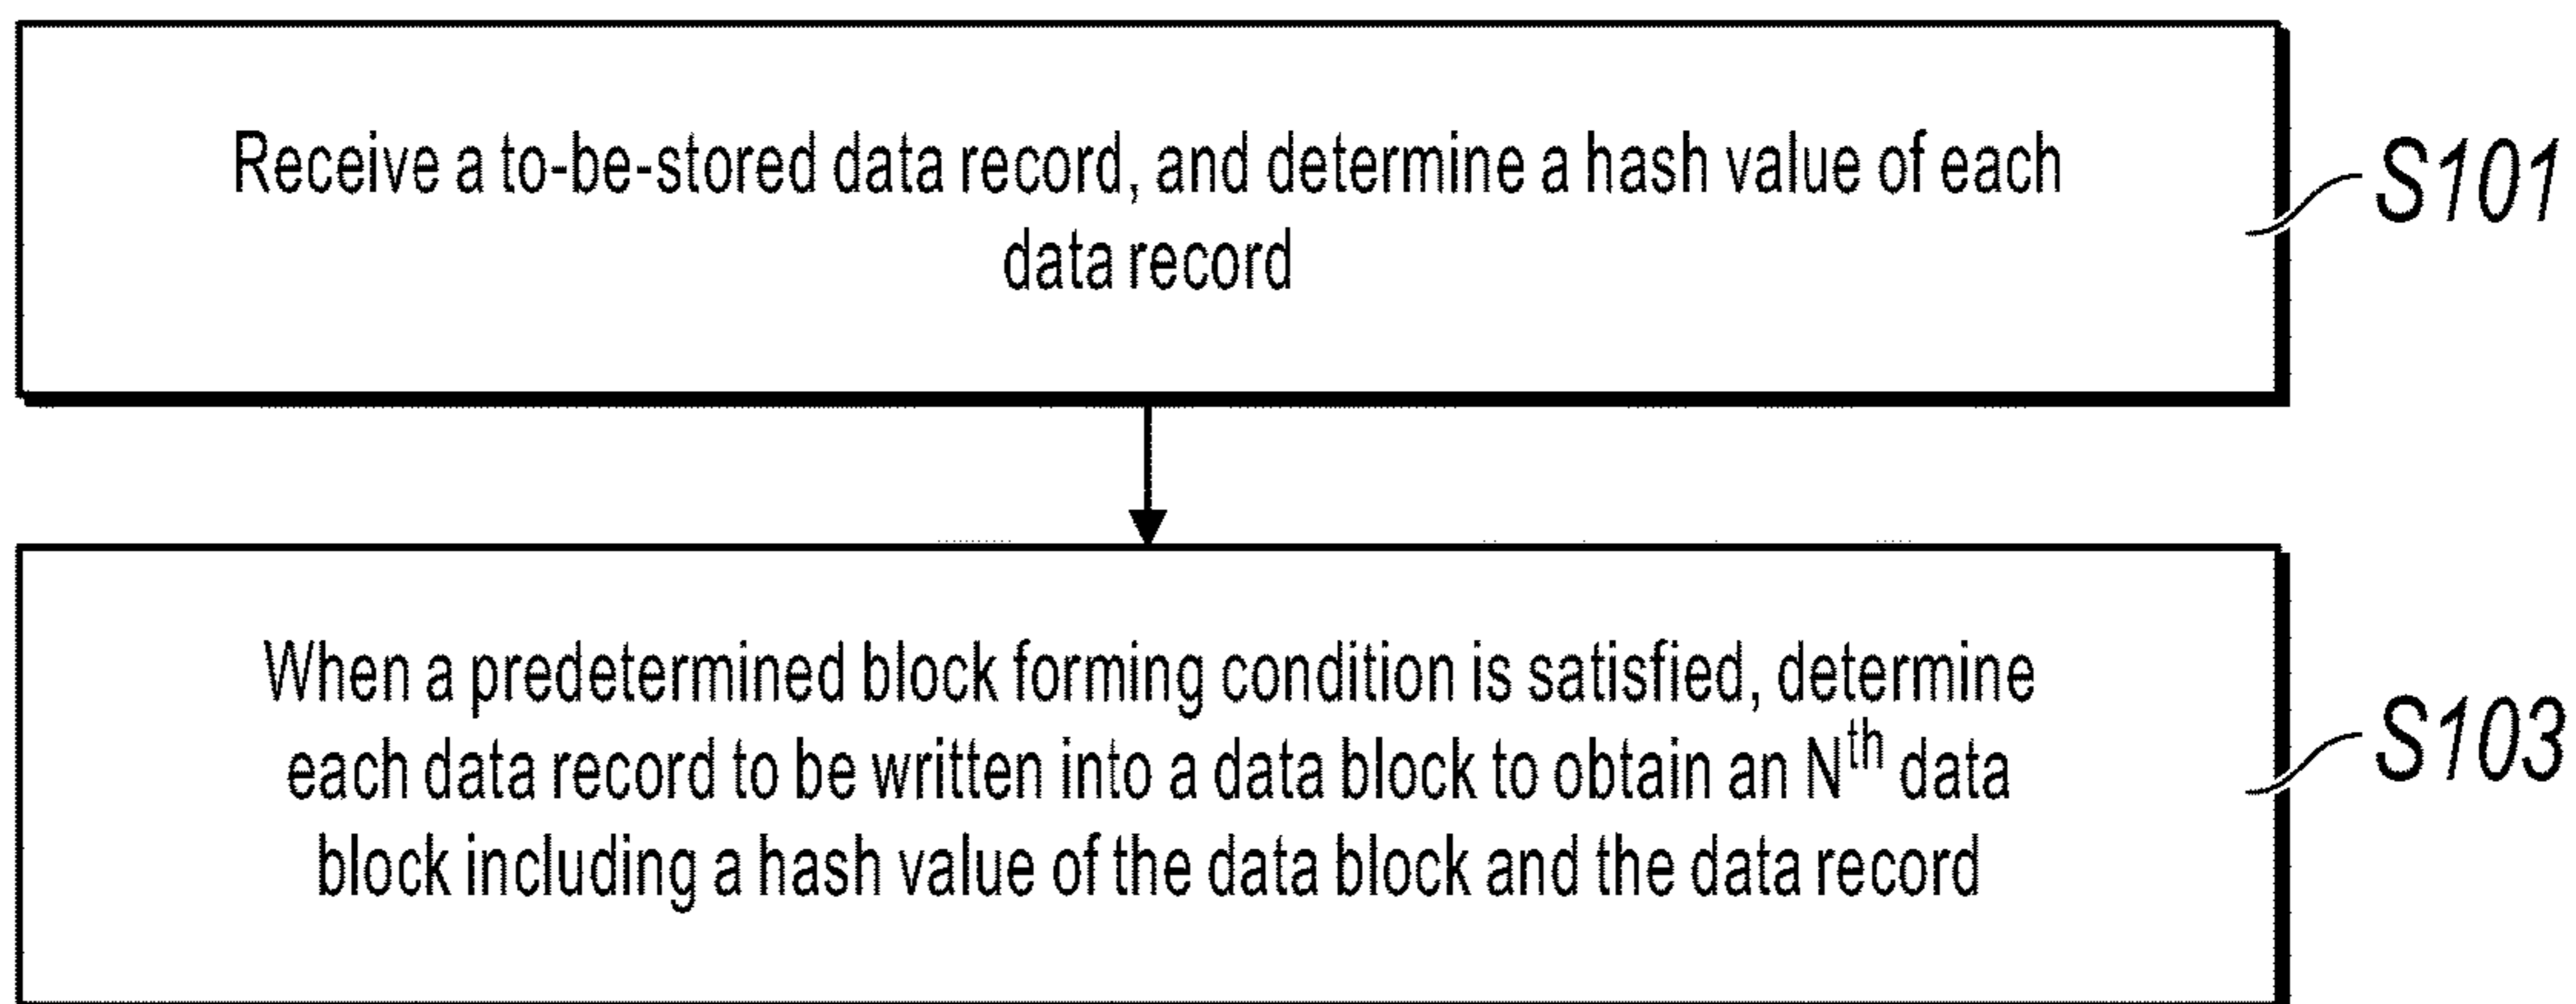 Receive a to-be-stored data record, and determine a hash value of each
data record
S101
When a predetermined block forming condition is satisfied, determine
each data record to be written into a data block to obtain an Nth data
block including a hash value of the data block and the data record
S103